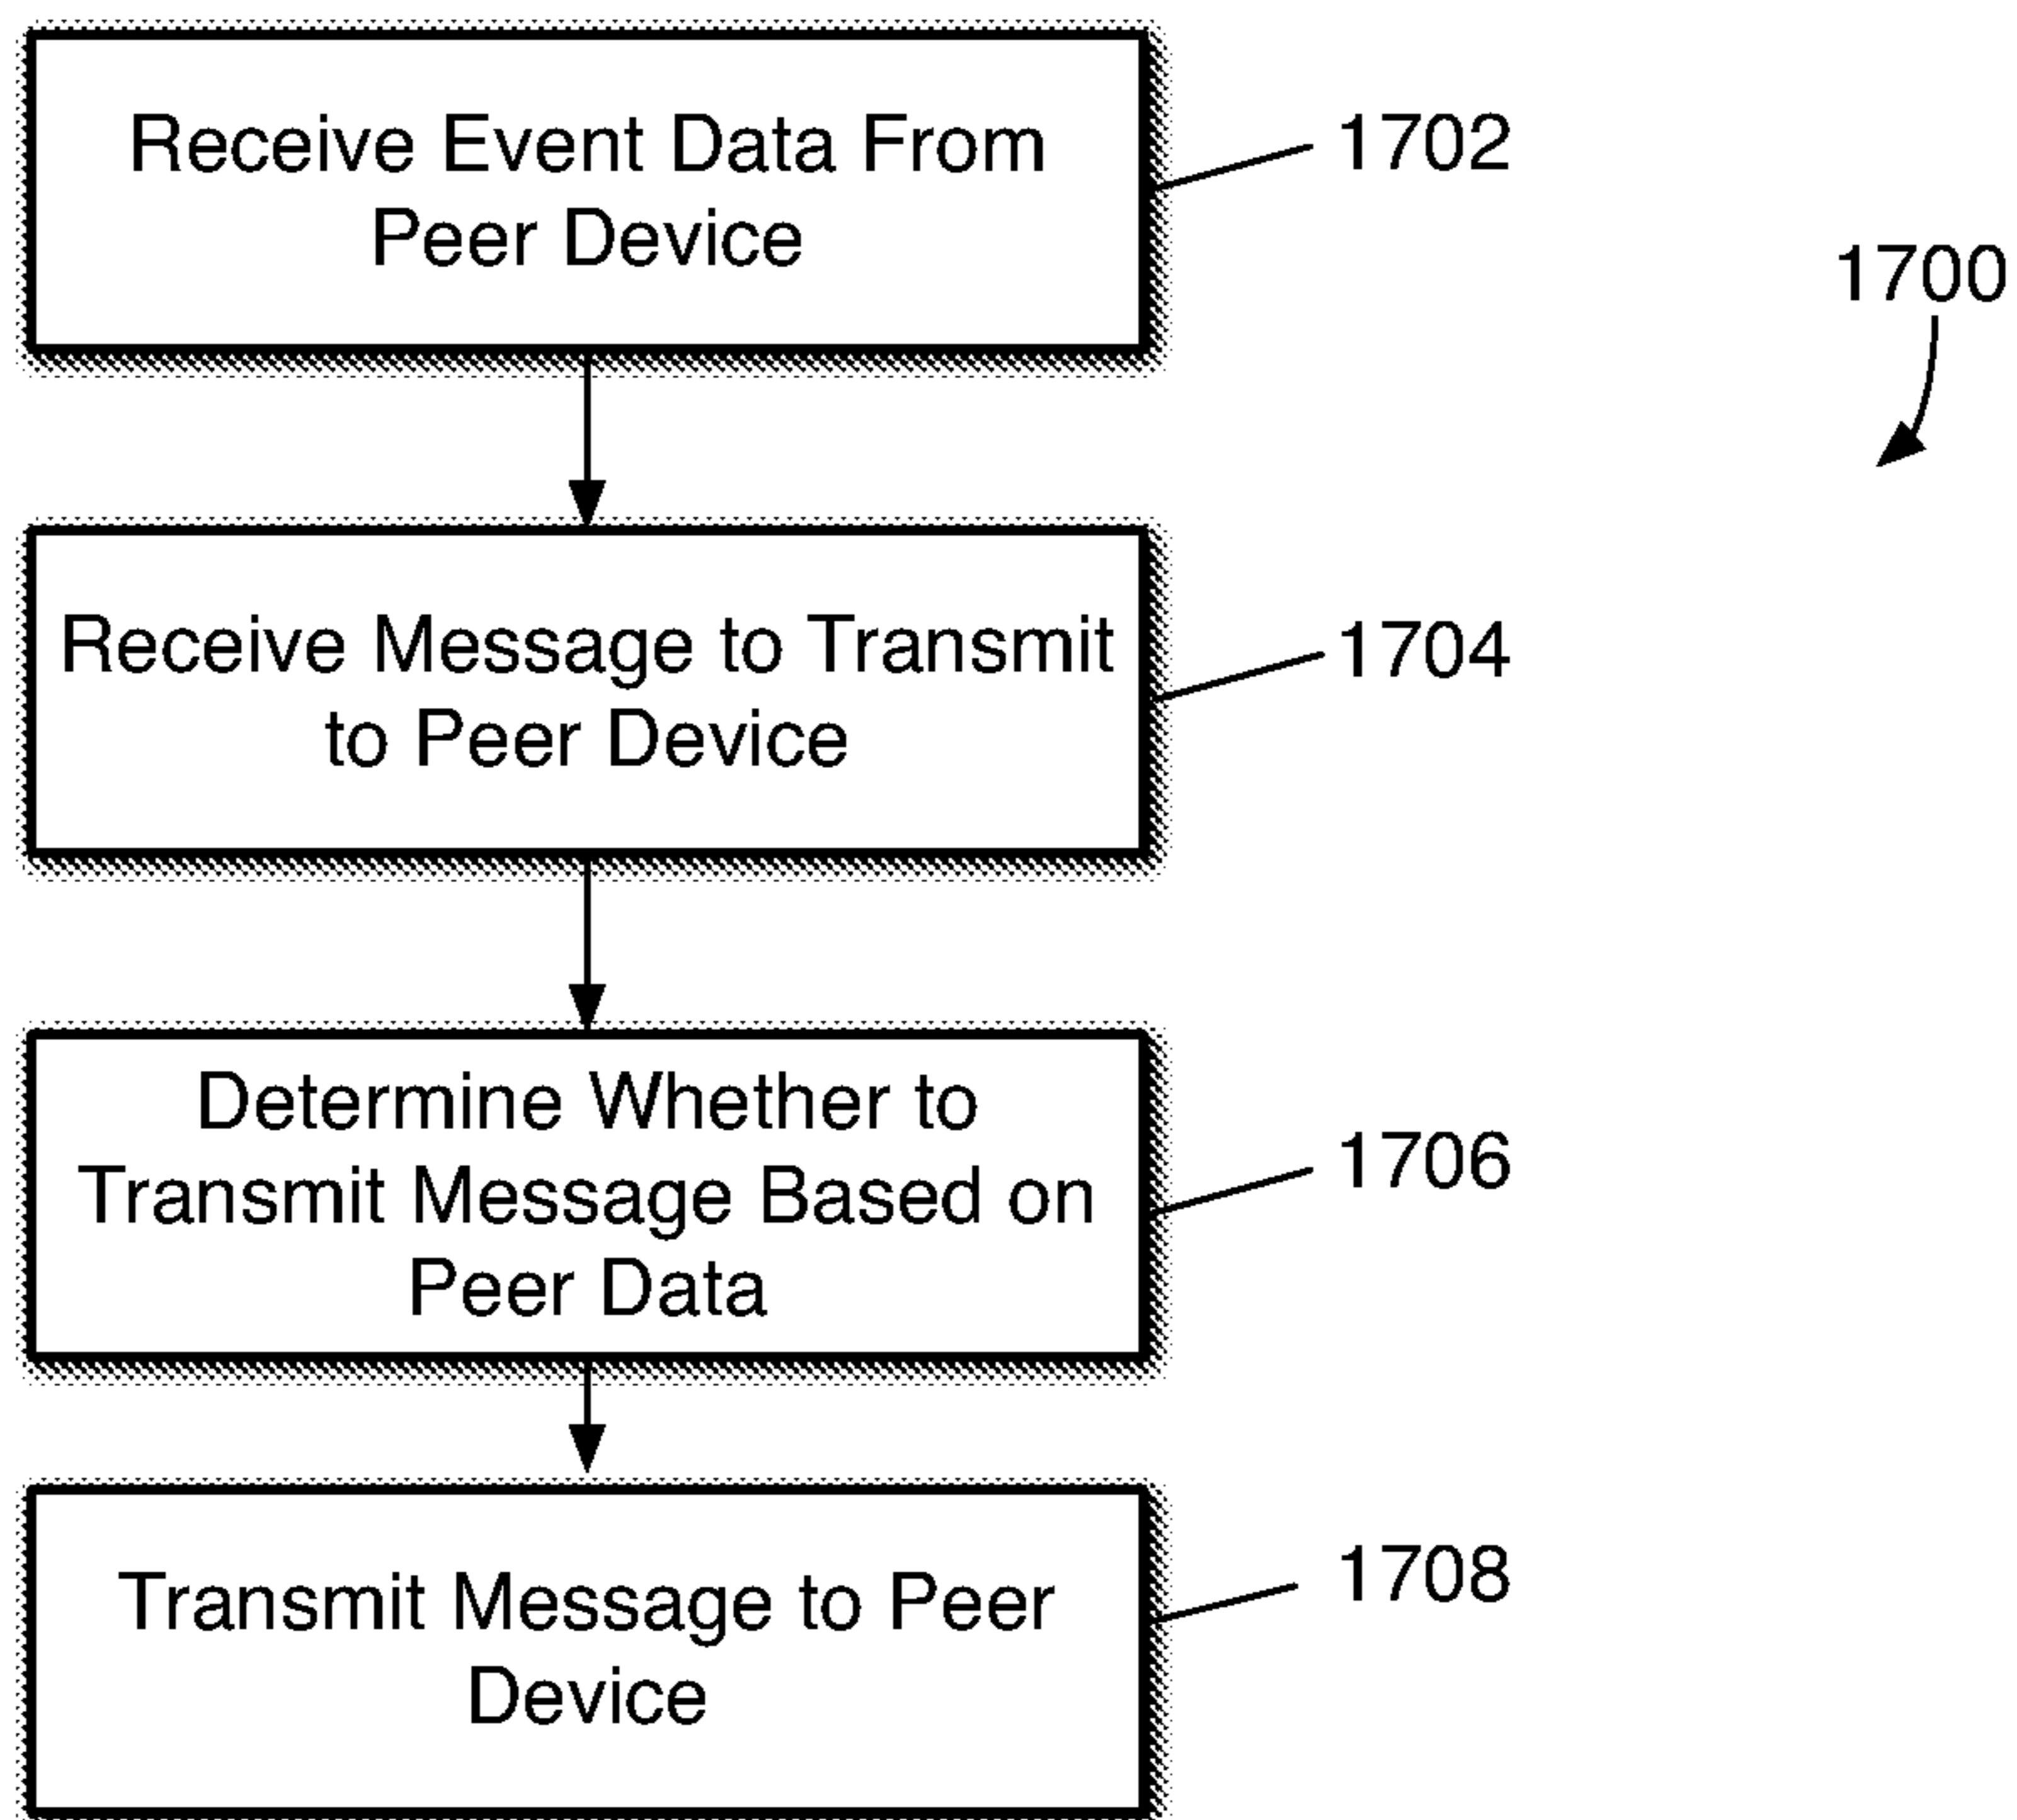 Receive Event Data From
Peer Device
1702
1700
Receive Message to Transmit
to Peer Device
1704
Determine Whether to
Transmit Message Based on
Peer Data
1706
Transmit Message to Peer
Device
1708